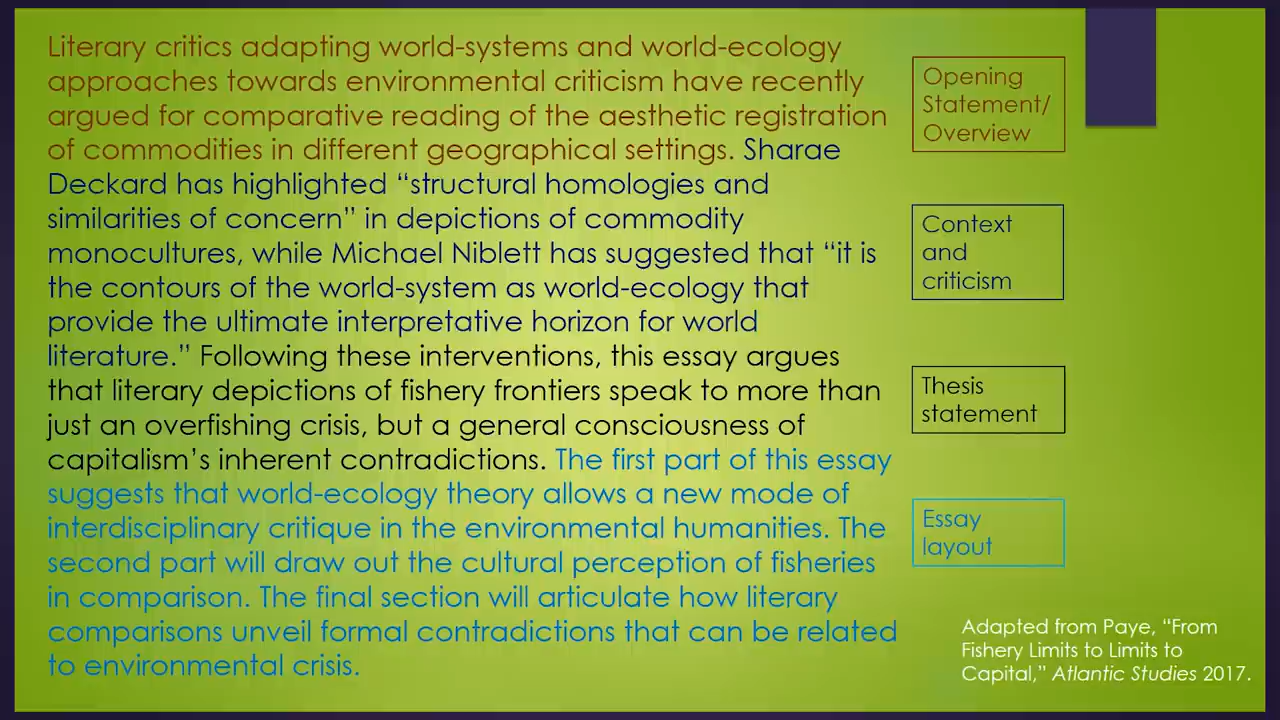 Literary critics adapting world-systems and world-ecology
approaches towards environmental criticism have recently
argued for comparative reading of the aesthetic registration
of commodities in different geographical settings. Sharae
Deckard has highlighted “structural homologies and
similarities of concern” in depictions of commodity
monocultures, while Michael Niblett has suggested that “it is
the contours of the world-system as world-ecology that
provide the ultimate interpretative horizon for world
literature.” Following these interventions, this essay argues
that literary depictions of fishery frontiers speak to more than
just an overfishing crisis, but a general consciousness of
capitalism’s inherent contradictions. The first part of this essay
suggests that world-ecology theory allows a new mode of
interdisciplinary critique in the environmental humanities. The
second part will draw out the cultural perception of fisheries
in comparison. The final section will articulate how literary
comparisons unveil formal contradictions that can be related
to environmental crisis.
Opening
Statement/
Overview
Context
and
criticism
Thesis
statement
Essay
layout
Adapted from Paye, “From
Fishery Limits to Limits to
Capital,” Atlantic Studies 2017.